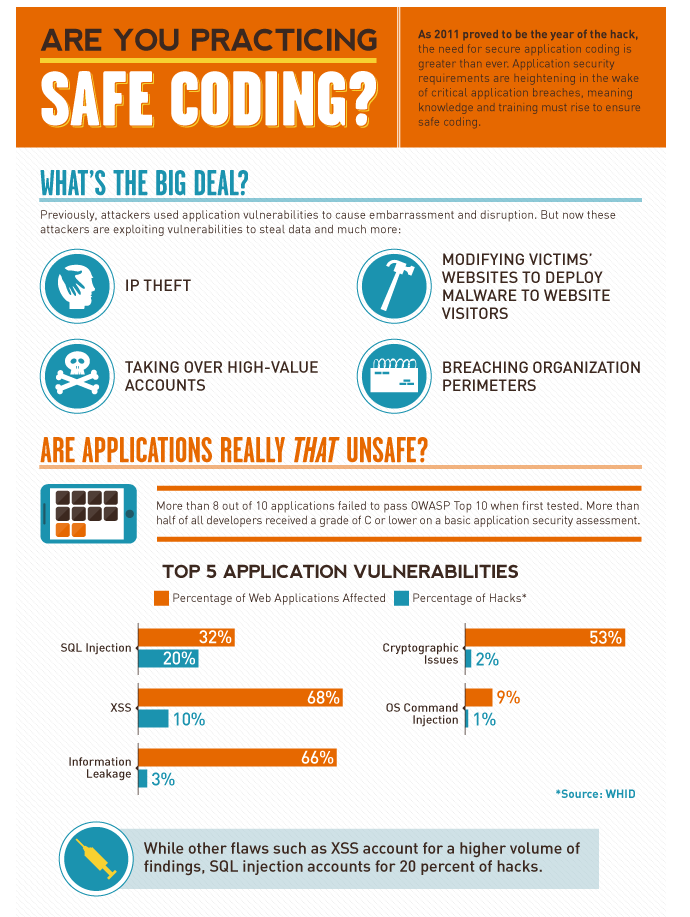 ARE YOU PRACTICING
SAFE CODING?
As 2011 proved to be the year of the hack,
the need for secure application coding is
greater than ever. Application security
requirements are heightening in the wake
of critical application breaches, meaning
knowledge and training must rise to ensure
safe coding.
WHAT'S THE BIG DEAL?
Previously, attackers used application vulnerabilities to cause embarrassment and disruption. But now these
attackers are exploiting vulnerabilities to steal data and much more:
IP THEFT
MODIFYING VICTIMS'
WEBSITES TO DEPLOY
MALWARE TO WEBSITE
VISITORS
TAKING OVER HIGH-VALUE
ACCOUNTS
BREACHING ORGANIZATION
PERIMETERS
ARE APPLICATIONS REALLY THAT UNSAFE?
More than 8 out of 10 applications failed to pass OWASP Top 10 when first tested. More than
half of all developers received a grade of C or lower on a basic application security assessment.
TOP 5 APPLICATION VULNERABILITIES
Percentage of Web Applications Affected Percentage of Hacks*
SQL Injection
32%
20%
XSS
68%
10%
Information
Leakage
66%
3%
Cryptographic
Issues
53%
2%
OS Command
Injection
9%
1%
*Source: WHID
While other flaws such as XSS account for a higher volume of
findings, SQL injection accounts for 20 percent of hacks.